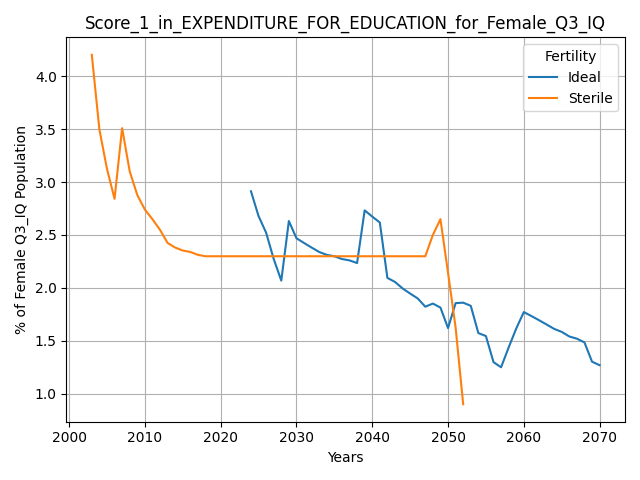 Score_1_in_EXPENDITURE_FOR_EDUCATION_for_Female_Q3_IQ
Fertility
Ideal
Sterile
% of Female Q3_IQ Population
4.0
3.5
3.0
2.5
2.0
1.5
1.0
2000 2010 2020 2030 2040 2050 2060 2070
Years